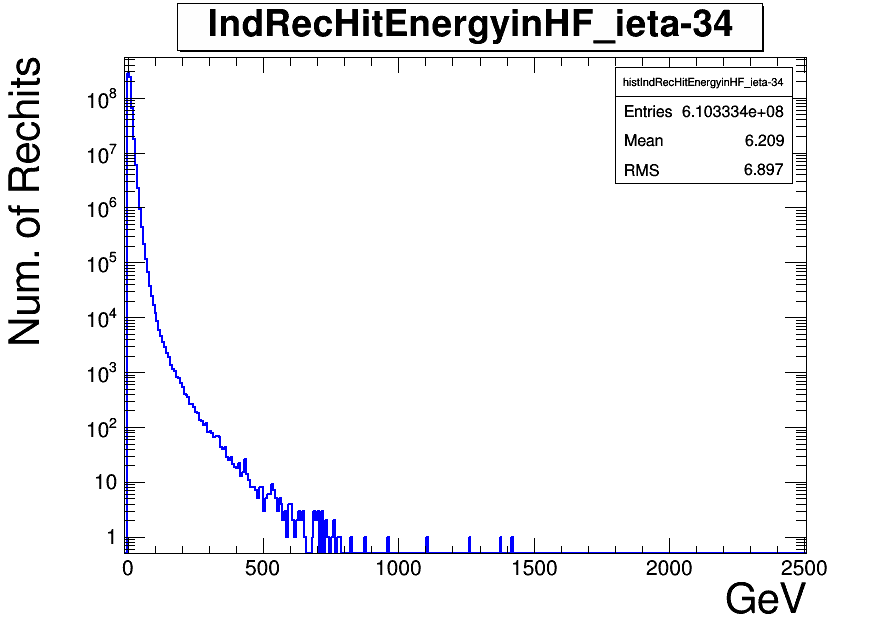 IndRecHitEnergyinHF_ieta-34
histIndRecHitEnergyinHF_ieta-34
Entries 6.103334e+08
Mean 6.209
RMS 6.897
Num. of Rechits
10^8
10^7
10^6
10^5
10^4
10^3
10^2
10
1
0 500 1000 1500 2000 2500
GeV